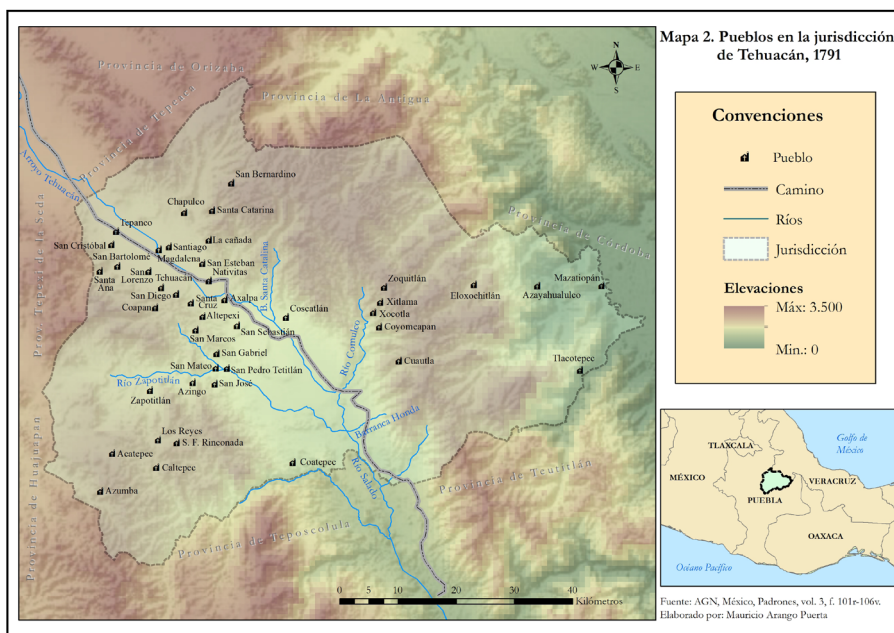 Mapa 2. Pueblos en la jurisdicción
de Tehuacán, 1791
N
W
E
S
Provincia de Orizaba
Provincia de La Antigua
Provincia de Tepeaca
Prov. Tepexi de la Seda
Provincia de Córdoba
Arroyo Tehuacán
San Bernardino
Chapulco
Santa Catarina
Tepanco
La cañada
San Cristóbal
Santiago
Magdalena
San Bartolomé
San Esteban
Nativitas
Santa
Ana
San
Lorenzo
Tehuacán
San Diego
Santa
Cruz
Axalpa
B. Santa Catalina
Coapan
Altepexi
Coscatlán
San Marcos
San Sebastián
San Gabriel
San Mateo
San Pedro Tetitlán
Río Zapotitlán
Azingo
San José
Zapotitlán
Zoquitlán
Xitlama
Xocotla
Coyomeapan
Río Comulco
Cuautla
Eloxochitlán
Azayahualulco
Mazatiopán
Tlacotepec
Barranca Honda
Río Salado
Los Reyes
S. F. Rinconada
Acatepec
Caltepec
Coatepec
Azumba
Provincia de Huajuapan
Provincia de Teutitlán
Provincia de Teposcolula
0
10
20
30
40
Kilómetros
Convenciones
Pueblo
Camino
Ríos
Jurisdicción
Elevaciones
Máx: 3.500
Min.: 0
TLAXCALA
Golfo de
México
MÉXICO
VERACRUZ
PUEBLA
OAXACA
Océano Pacífico
Fuente: AGN, México, Padrones, vol. 3, f. 101r-106v.
Elaborado por: Mauricio Arango Puerta